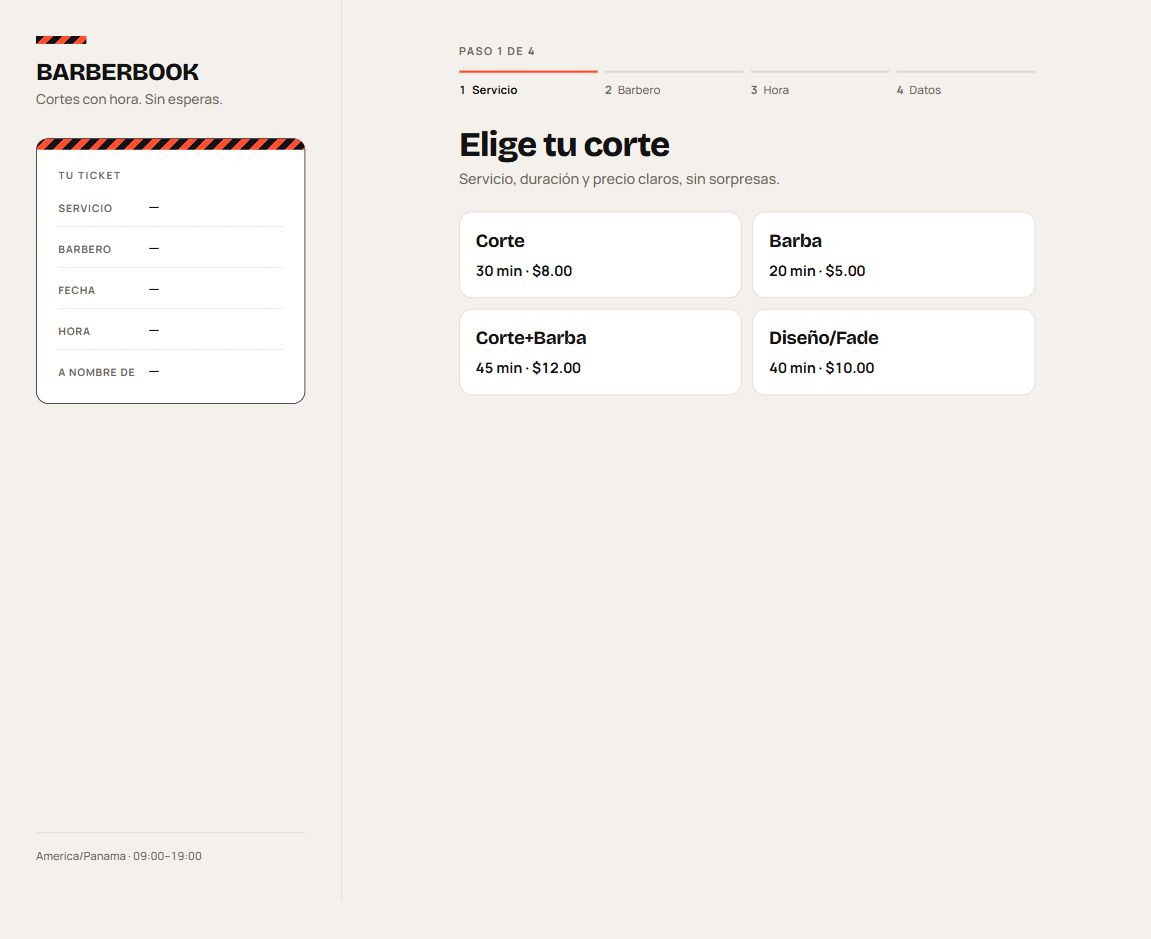 BARBERBOOK
Cortes con hora. Sin esperas.
TU TICKET
SERVICIO —
BARBERO —
FECHA —
HORA —
A NOMBRE DE —
America/Panama · 09:00–19:00
PASO 1 DE 4
1 Servicio
2 Barbero
3 Hora
4 Datos
Elige tu corte
Servicio, duración y precio claros, sin sorpresas.
Corte
30 min · $8.00
Barba
20 min · $5.00
Corte+Barba
45 min · $12.00
Diseño/Fade
40 min · $10.00